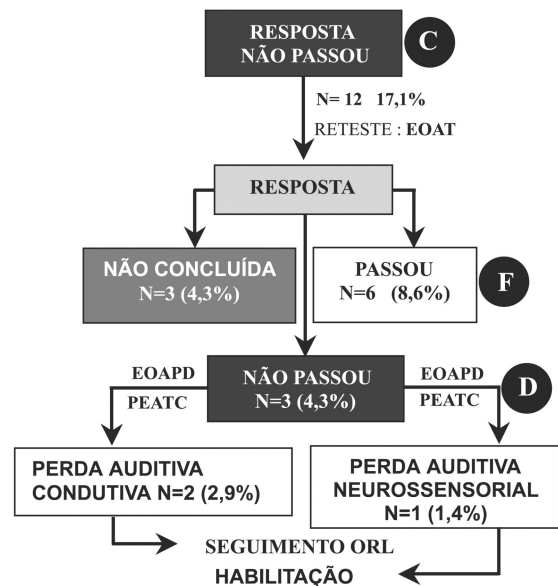 RESPOSTA
NÃO PASSOU
C
N= 12 17,1%
RETESTE : EOAT
RESPOSTA
NÃO CONCLUÍDA
N=3 (4,3%)
PASSOU
N=6 (8,6%)
F
EOAPD
PEATC
NÃO PASSOU
N=3 (4,3%)
EOAPD
PEATC
D
PERDA AUDITIVA
CONDUTIVA N=2 (2,9%)
PERDA AUDITIVA
NEUROSSENSORIAL
N=1 (1,4%)
SEGUIMENTO ORL
HABILITAÇÃO